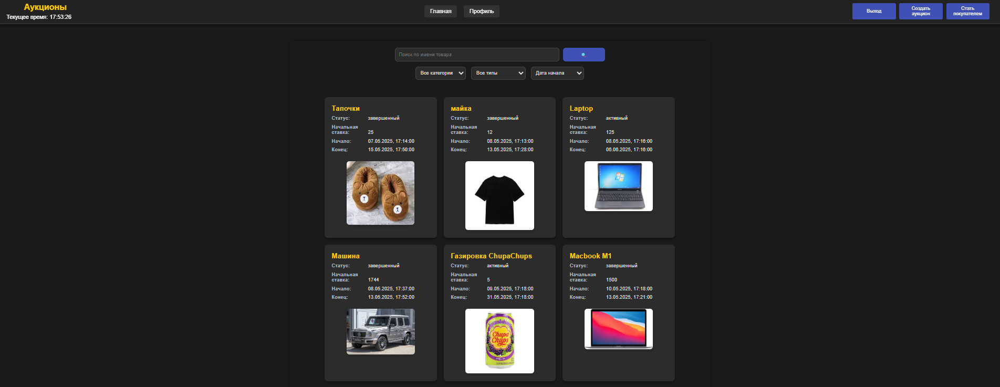 Аукционы
Текущее время: 17:53:26
Главная
Профиль
Выход
Создать
аукцион
Стать
покупателем
Поиск по имени товара
Все категории
Все типы
Дата начала
Тапочки
Статус: завершенный
Начальная
ставка: 25
Начало: 07.05.2025, 17:14:00
Конец: 15.05.2025, 17:50:00
майка
Статус: завершенный
Начальная
ставка: 12
Начало: 08.05.2025, 17:13:00
Конец: 13.05.2025, 17:28:00
Laptop
Статус: активный
Начальная
ставка: 125
Начало: 08.05.2025, 17:16:00
Конец: 06.06.2025, 17:16:00
Машина
Статус: завершенный
Начальная
ставка: 1744
Начало: 08.05.2025, 17:37:00
Конец: 13.05.2025, 17:52:00
Газировка ChupaChups
Статус: активный
Начальная
ставка: 5
Начало: 09.05.2025, 17:18:00
Конец: 31.05.2025, 17:18:00
Chupa
Chups
Macbook M1
Статус: завершенный
Начальная
ставка: 1500
Начало: 10.05.2025, 17:18:00
Конец: 13.05.2025, 17:21:00